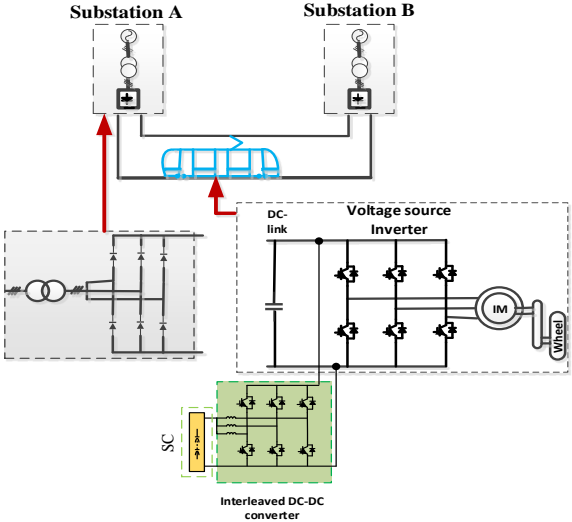 Substation A
Substation B
DC-
link
Voltage source
Inverter
IM
Wheel
SC
Interleaved DC-DC
converter